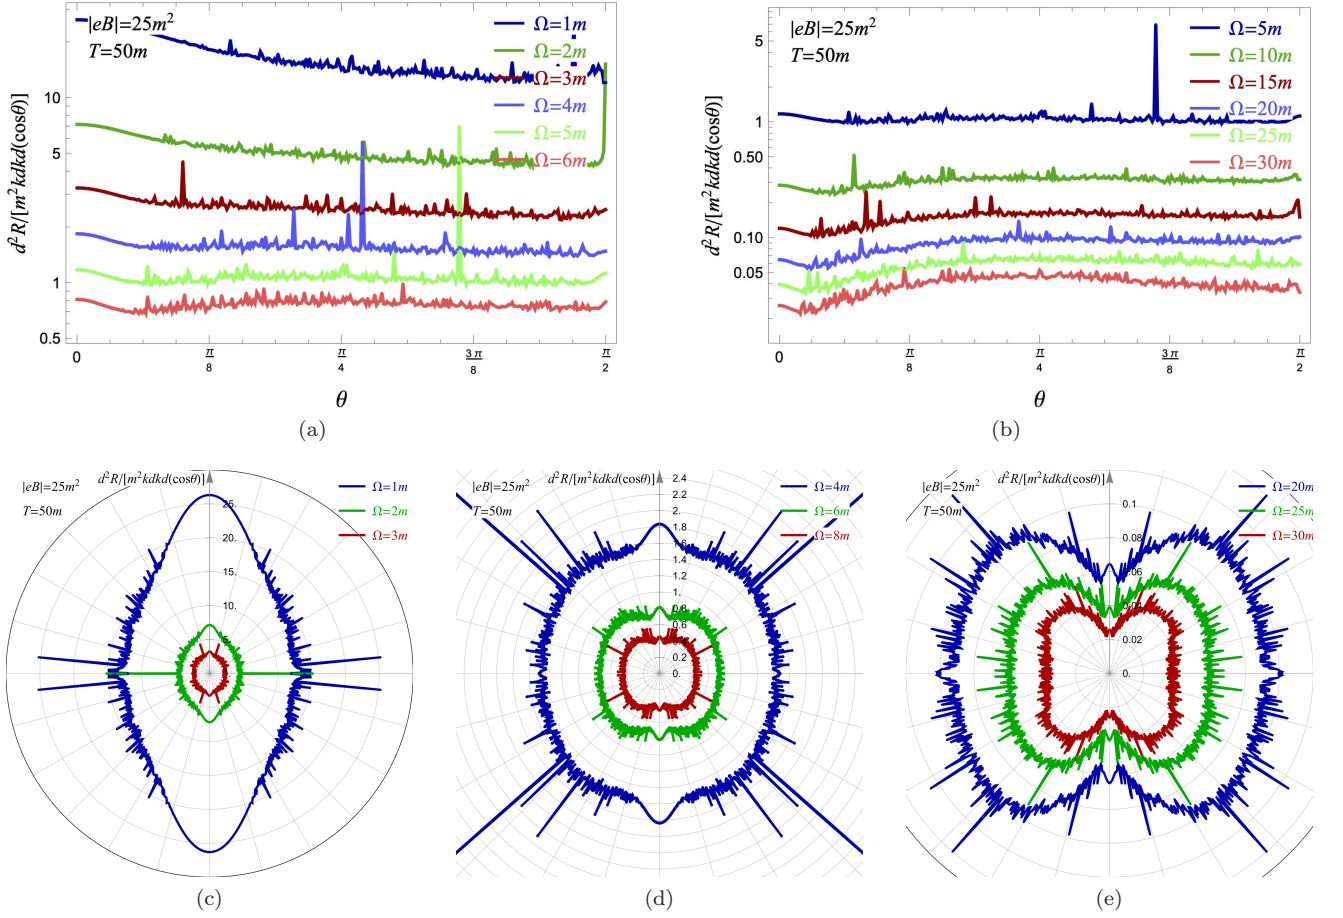 |eB|=25m²
T=50m
Ω=1m
Ω=2m
Ω=3m
Ω=4m
Ω=5m
Ω=6m
d²R/[m²kdkd(cosθ)]
10
5
1
0.5
0
π/8
π/4
3π/8
π/2
θ
(a)
|eB|=25m²
T=50m
Ω=5m
Ω=10m
Ω=15m
Ω=20m
Ω=25m
Ω=30m
d²R/[m²kdkd(cosθ)]
5
1
0.50
0.10
0.05
0
π/8
π/4
3π/8
π/2
θ
(b)
d²R/[m²kdkd(cosθ)]
|eB|=25m²
T=50m
Ω=1m
Ω=2m
Ω=3m
25.
20.
15.
10.
5.
(c)
d²R/[m²kdkd(cosθ)]
|eB|=25m²
T=50m
Ω=4m
Ω=6m
Ω=8m
2.4
2.2
2.
1.8
1.6
1.4
1.2
1.
0.8
0.6
0.4
0.2
0.
(d)
d²R/[m²kdkd(cosθ)]
|eB|=25m²
T=50m
Ω=20m
Ω=25m
Ω=30m
0.1
0.08
0.06
0.04
0.02
0.
(e)